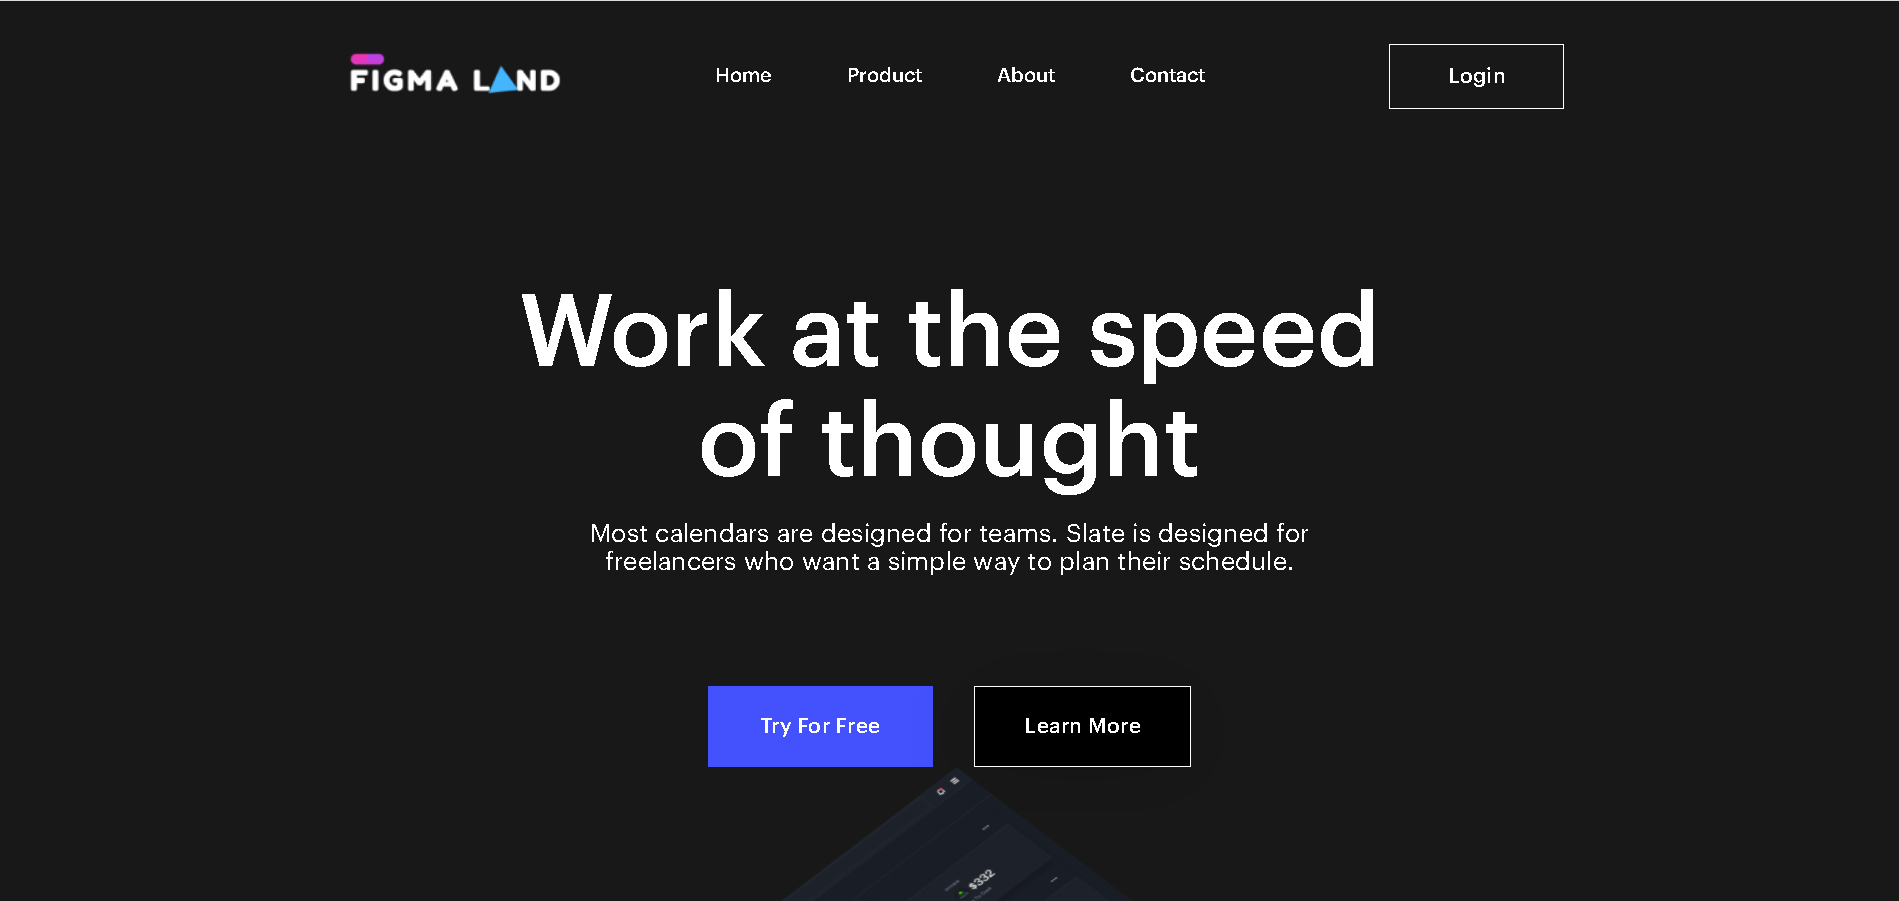 FIGMA LAND
Home
Product
About
Contact
Login
Work at the speed
of thought
Most calendars are designed for teams. Slate is designed for
freelancers who want a simple way to plan their schedule.
Try For Free
Learn More
$332